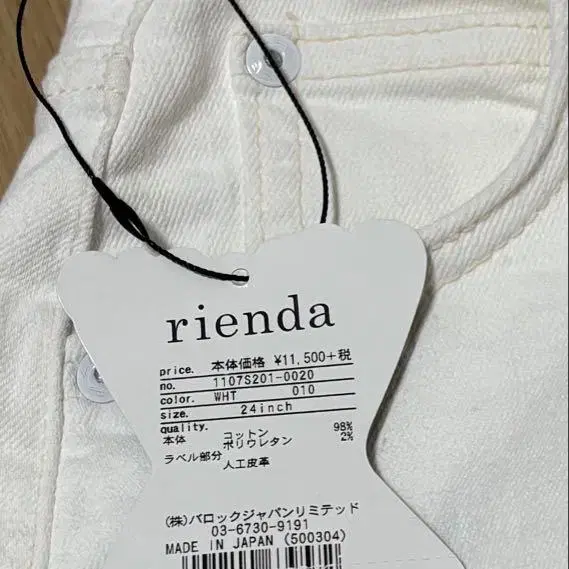 rienda
price. 本体価格 ¥11,500+税
no. 1107S201-0020
color. WHT 010
size. 24inch
quality.
本体 コットン 98%
ポリウレタン 2%
ラベル部分
人工皮革
(株)バロックジャパンリミテッド
03-6730-9191
MADE IN JAPAN (500304)